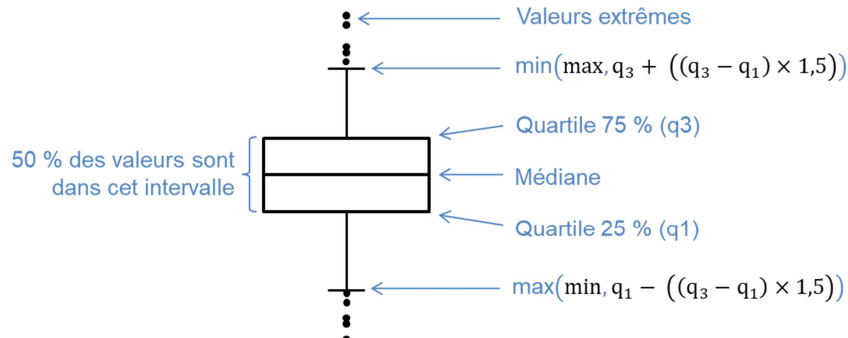 Valeurs extrêmes
min(max, q₃ + ((q₃ − q₁) × 1,5))
Quartile 75 % (q3)
50 % des valeurs sont
dans cet intervalle
Médiane
Quartile 25 % (q1)
max(min, q₁ − ((q₃ − q₁) × 1,5))